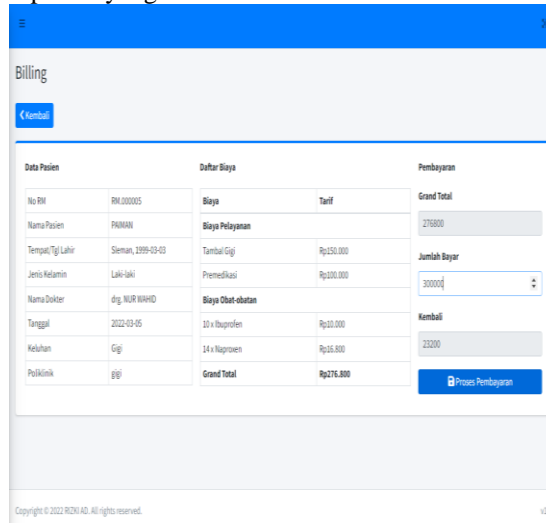 Billing
Kembali
Data Pasien
No RM RM.000005
Nama Pasien PAIMAN
Tempat/Tgl Lahir Sleman, 1999-03-03
Jenis Kelamin Laki-laki
Nama Dokter drg. NUR WAHID
Tanggal 2022-03-05
Keluhan Gigi
Poliklinik gigi
Daftar Biaya
Biaya Tarif
Biaya Pelayanan
Tambal Gigi Rp150.000
Premedikasi Rp100.000
Biaya Obat-obatan
10 x Ibuprofen Rp10.000
14 x Naproxen Rp16.800
Grand Total Rp276.800
Pembayaran
Grand Total
276800
Jumlah Bayar
300000
Kembali
23200
Proses Pembayaran
Copyright © 2022 RIZKI AD. All rights reserved.